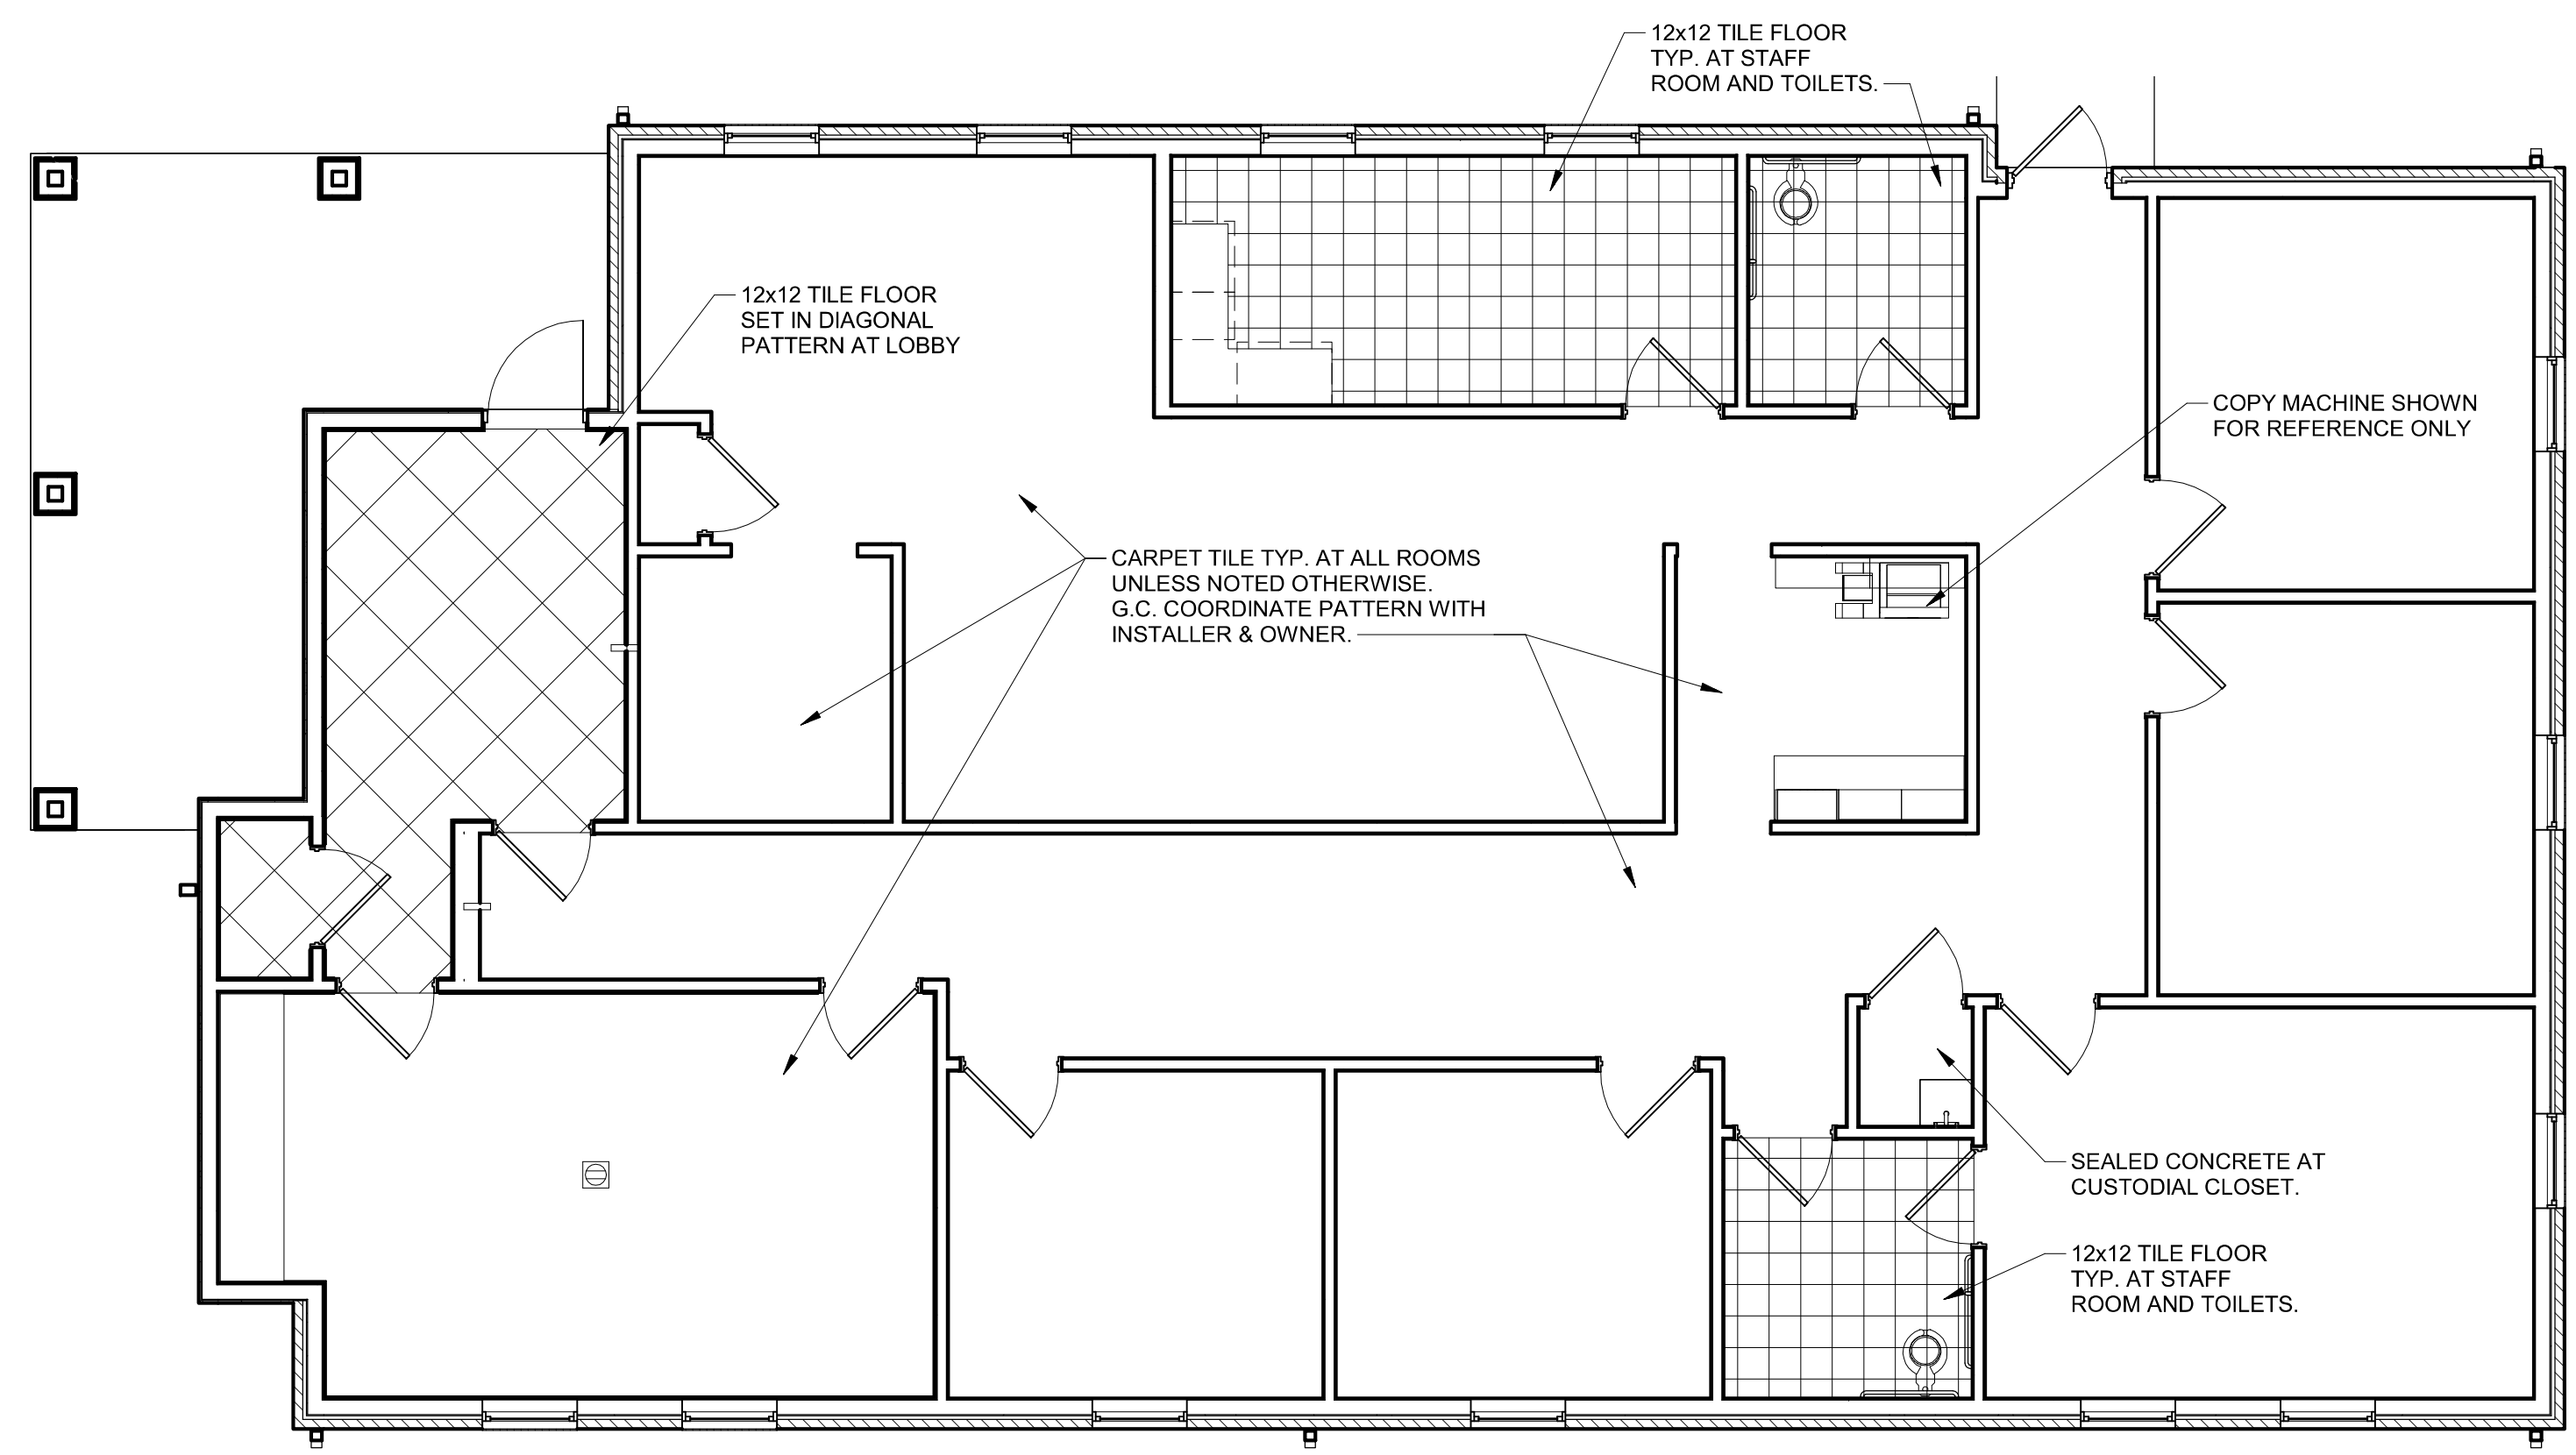 12x12 TILE FLOOR
TYP. AT STAFF
ROOM AND TOILETS.
12x12 TILE FLOOR
SET IN DIAGONAL
PATTERN AT LOBBY
COPY MACHINE SHOWN
FOR REFERENCE ONLY
CARPET TILE TYP. AT ALL ROOMS
UNLESS NOTED OTHERWISE.
G.C. COORDINATE PATTERN WITH
INSTALLER & OWNER.
SEALED CONCRETE AT
CUSTODIAL CLOSET.
12x12 TILE FLOOR
TYP. AT STAFF
ROOM AND TOILETS.